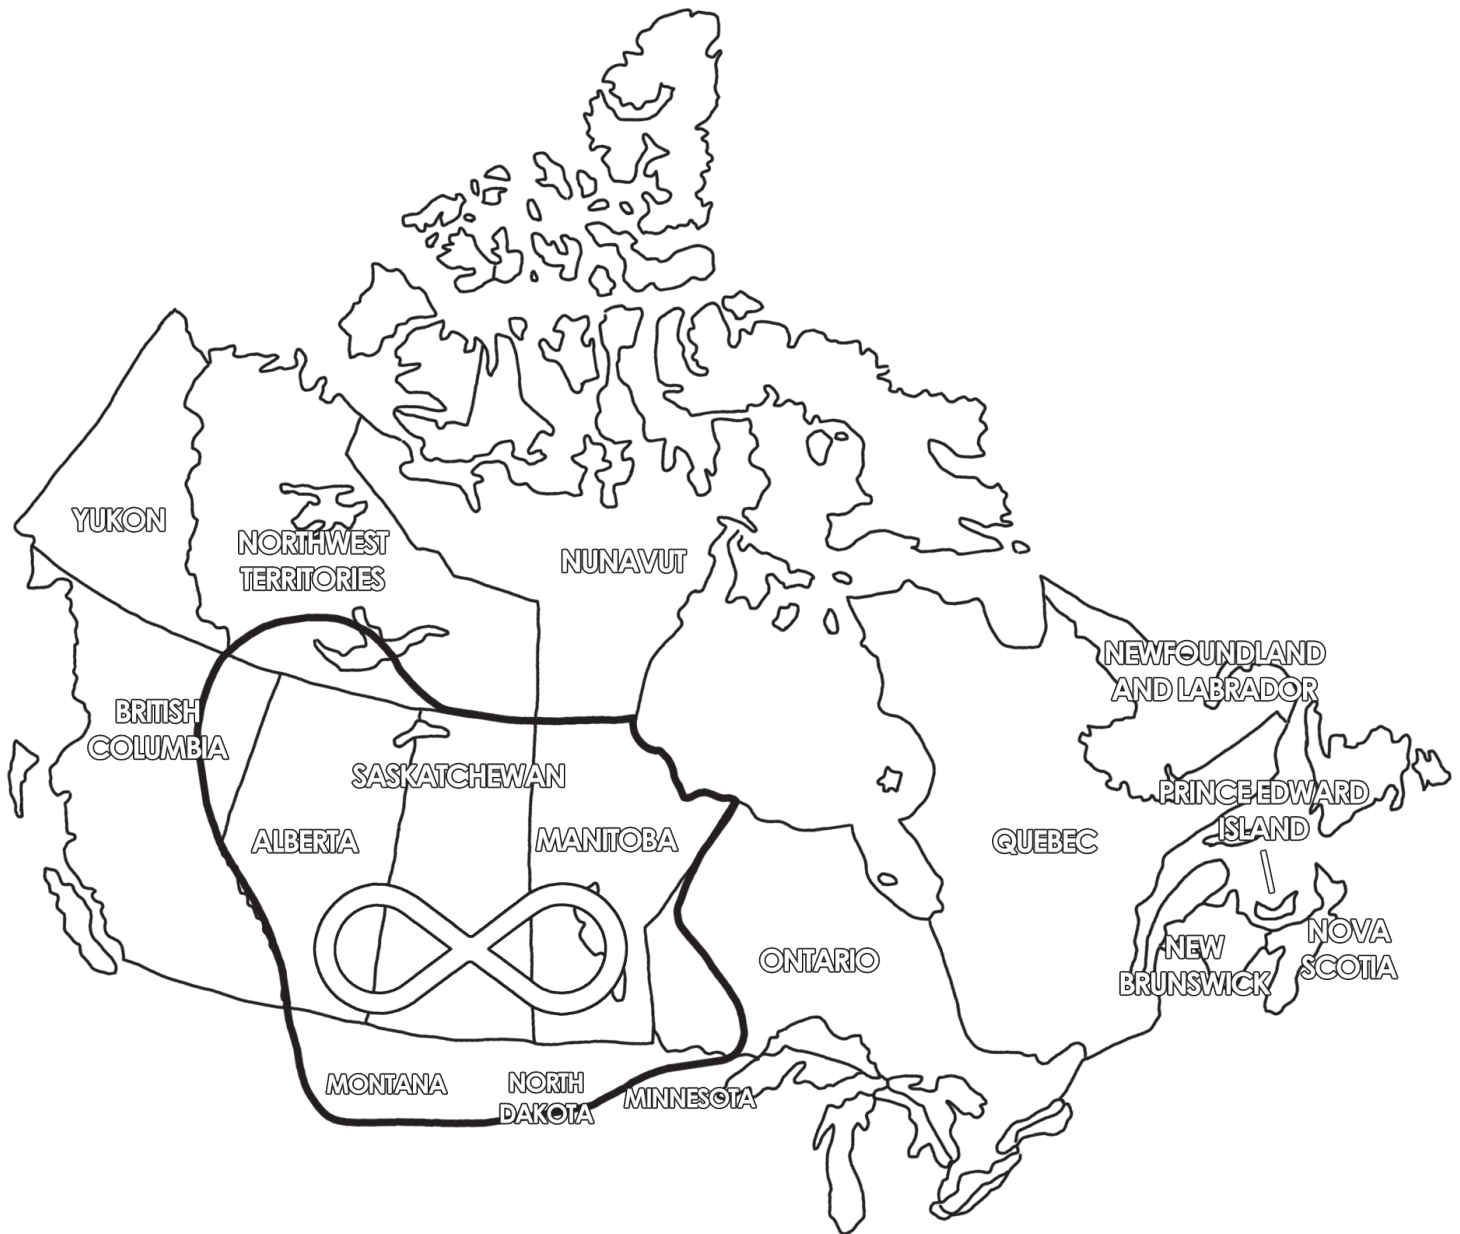 YUKON
NORTHWEST
TERRITORIES
NUNAVUT
NEWFOUNDLAND
AND LABRADOR
BRITISH
COLUMBIA
SASKATCHEWAN
PRINCE EDWARD
ISLAND
ALBERTA
MANITOBA
QUEBEC
ONTARIO
NEW
BRUNSWICK
NOVA
SCOTIA
MONTANA
NORTH
DAKOTA
MINNESOTA